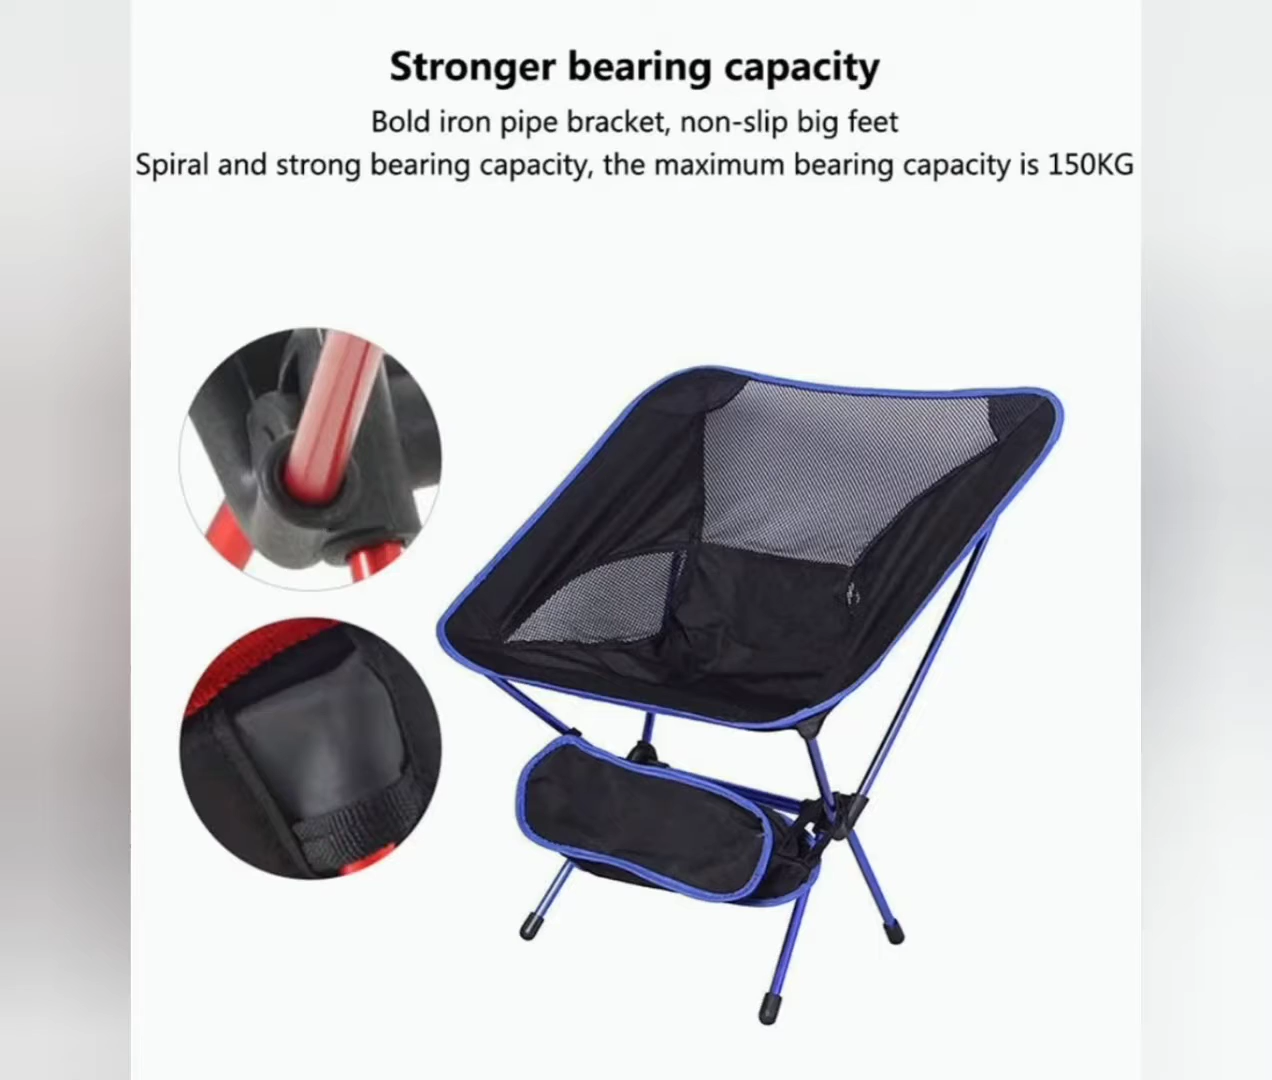 Stronger bearing capacity
Bold iron pipe bracket, non-slip big feet
Spiral and strong bearing capacity, the maximum bearing capacity is 150KG